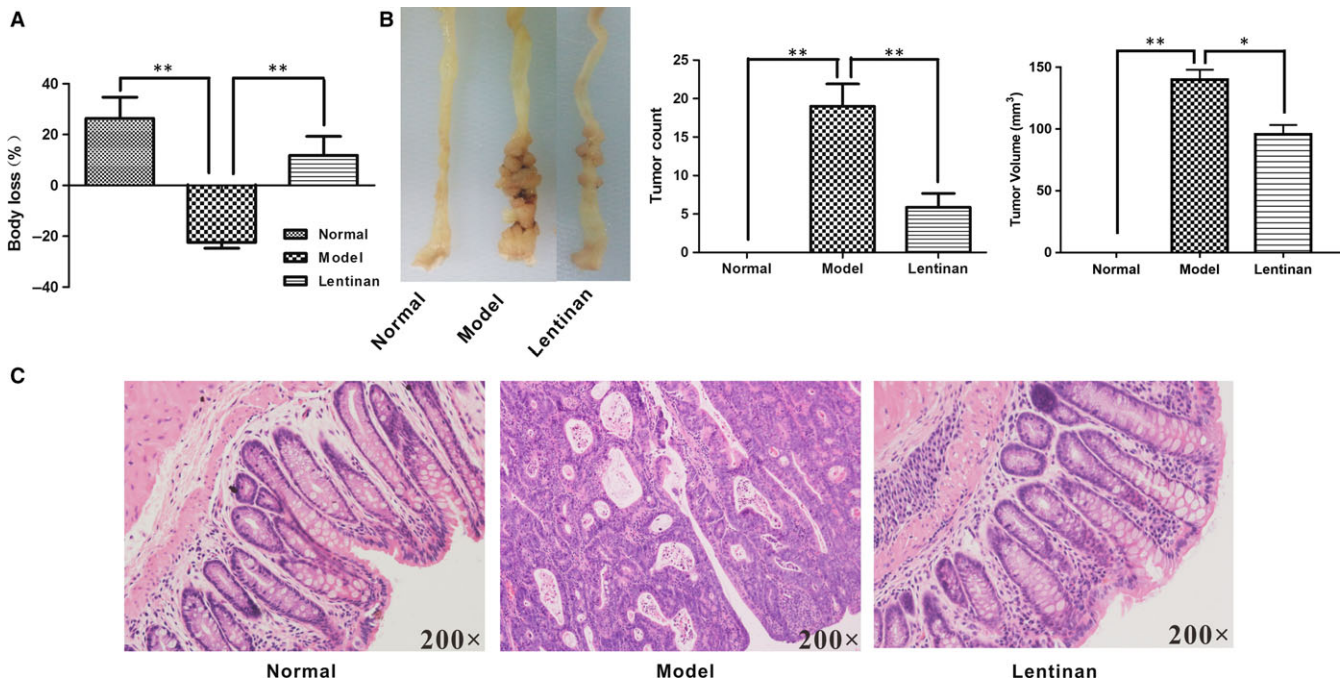 A
Body loss (%)
40
20
0
−20
−40
**
**
Normal
Model
Lentinan
B
Normal
Model
Lentinan
Tumor count
25
20
15
10
5
0
**
**
Normal
Model
Lentinan
Tumor Volume (mm³)
150
100
50
0
**
*
Normal
Model
Lentinan
C
200×
Normal
200×
Model
200×
Lentinan